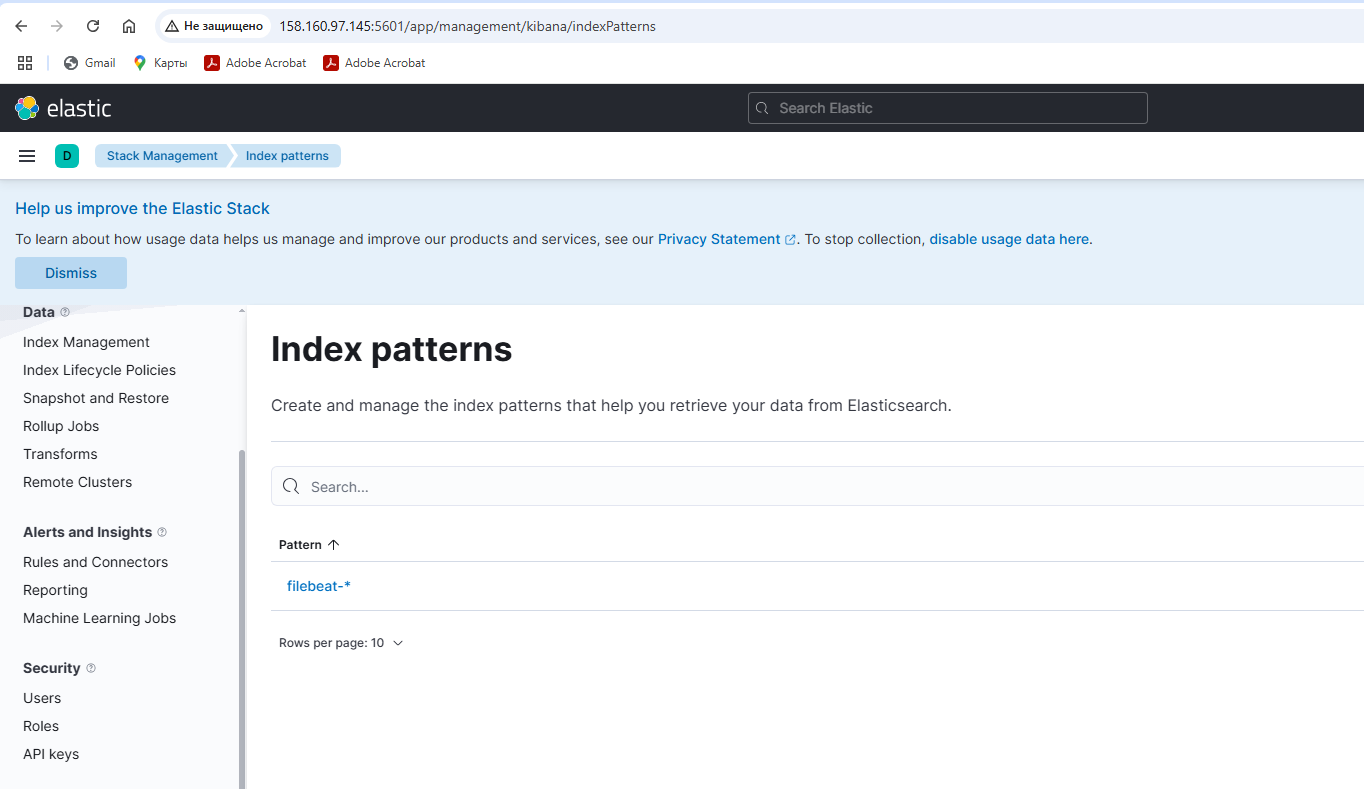 Не защищено 158.160.97.145:5601/app/management/kibana/indexPatterns
Gmail Карты Adobe Acrobat Adobe Acrobat
elastic Search Elastic
D Stack Management Index patterns
Help us improve the Elastic Stack
To learn about how usage data helps us manage and improve our products and services, see our Privacy Statement. To stop collection, disable usage data here.
Dismiss
Data
Index Management
Index Lifecycle Policies
Snapshot and Restore
Rollup Jobs
Transforms
Remote Clusters
Alerts and Insights
Rules and Connectors
Reporting
Machine Learning Jobs
Security
Users
Roles
API keys
Index patterns
Create and manage the index patterns that help you retrieve your data from Elasticsearch.
Search...
Pattern
filebeat-*
Rows per page: 10